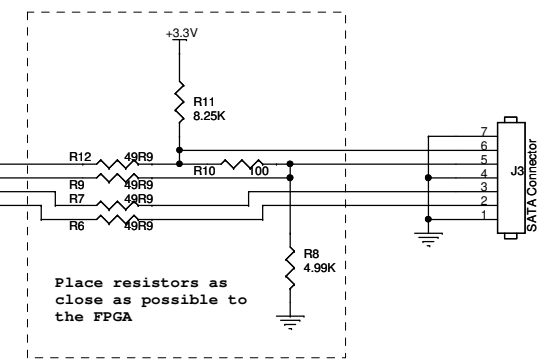 +3.3V
R11
8.25K
R12 49R9
R10 100
R9 49R9
R7 49R9
R6 49R9
R8
4.99K
7
6
5
4
3
2
1
J3
SATA Connector
Place resistors as
close as possible to
the FPGA